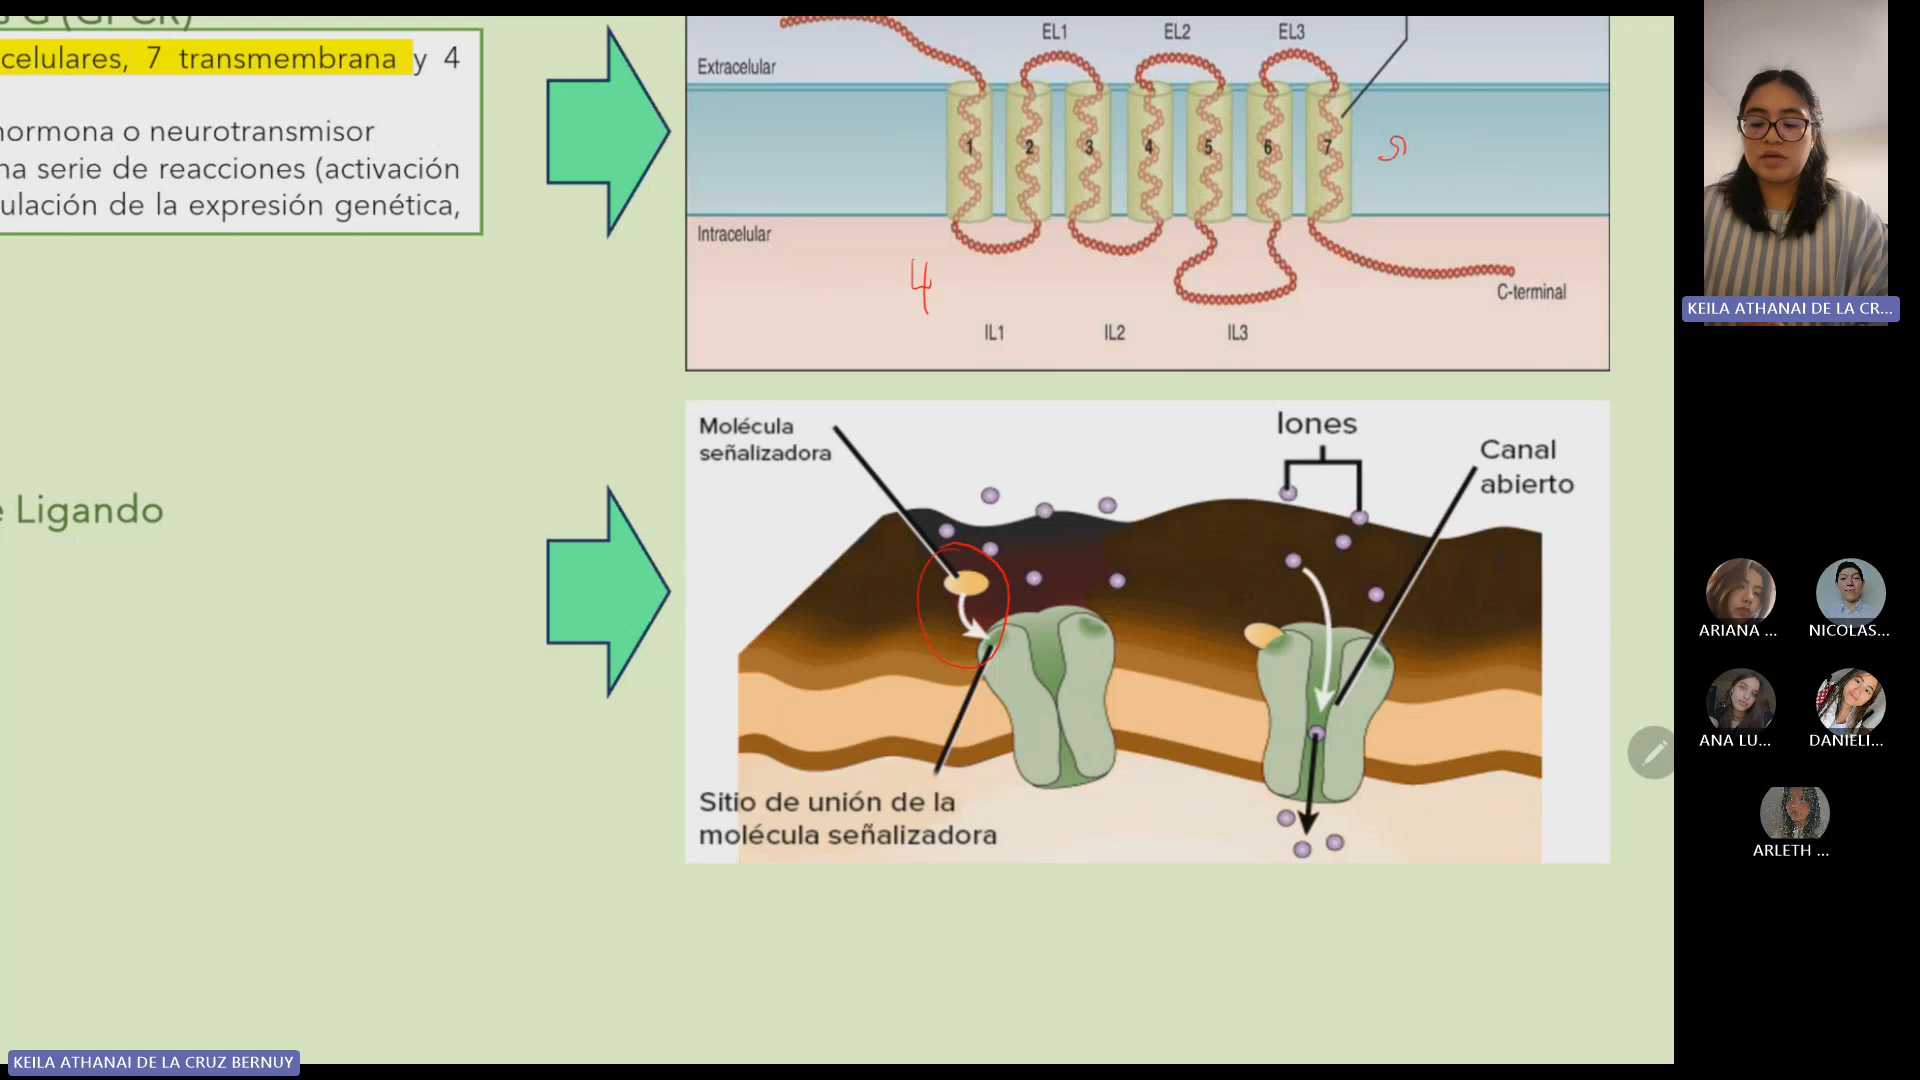 s G (GPCR)
celulares, 7 transmembrana y 4
hormona o neurotransmisor
na serie de reacciones (activación
ulación de la expresión genética,
EL1
EL2
EL3
Extracelular
1
2
3
4
5
6
7
Intracelular
4
C-terminal
IL1
IL2
IL3
e Ligando
Molécula
señalizadora
Iones
Canal
abierto
Sitio de unión de la
molécula señalizadora
KEILA ATHANAI DE LA CR...
ARIANA ...
NICOLAS...
ANA LU...
DANIELI...
ARLETH ...
KEILA ATHANAI DE LA CRUZ BERNUY